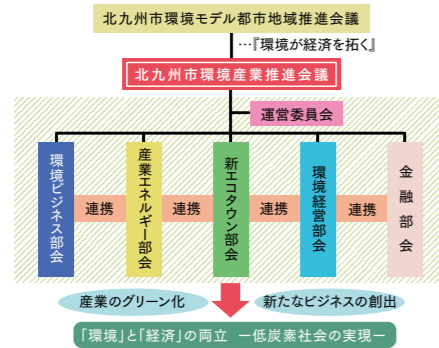 北九州市環境モデル都市地域推進会議
…『環境が経済を拓く』
北九州市環境産業推進会議
運営委員会
環境ビジネス部会
産業エネルギー部会
新エコタウン部会
環境経営部会
金融部会
連携
連携
連携
連携
産業のグリーン化
新たなビジネスの創出
「環境」と「経済」の両立　ー低炭素社会の実現ー